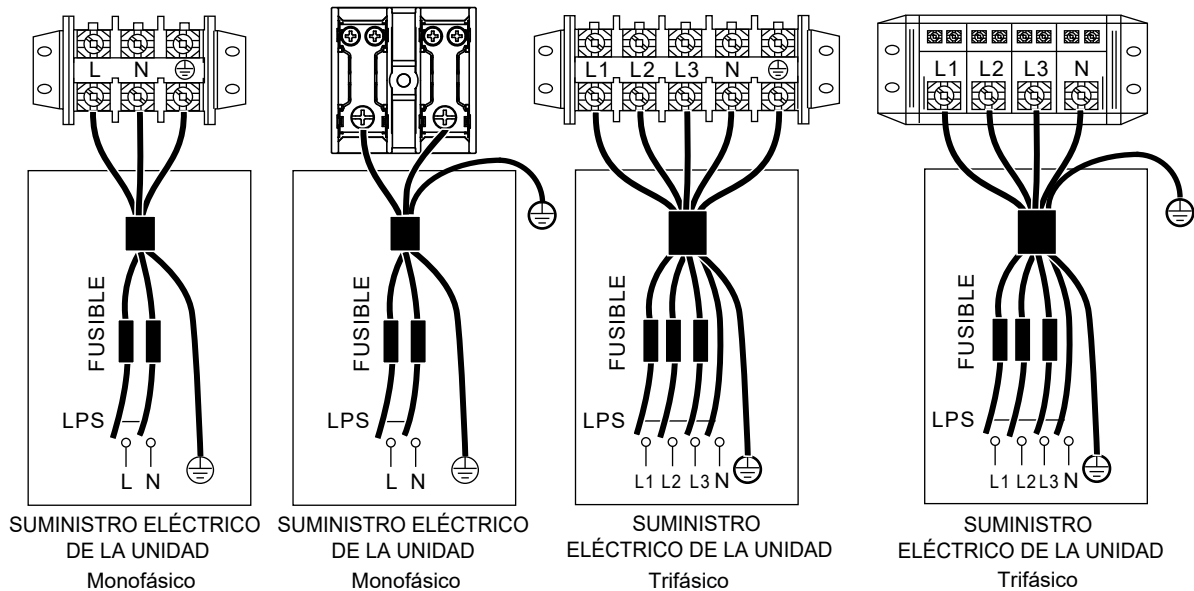 L N
L1 L2 L3 N
L1 L2 L3 N
FUSIBLE
LPS
L N
FUSIBLE
LPS
L N
FUSIBLE
LPS
L1 L2 L3 N
FUSIBLE
LPS
L1 L2 L3 N
SUMINISTRO ELÉCTRICO
DE LA UNIDAD
Monofásico
SUMINISTRO ELÉCTRICO
DE LA UNIDAD
Monofásico
SUMINISTRO
ELÉCTRICO DE LA UNIDAD
Trifásico
SUMINISTRO
ELÉCTRICO DE LA UNIDAD
Trifásico